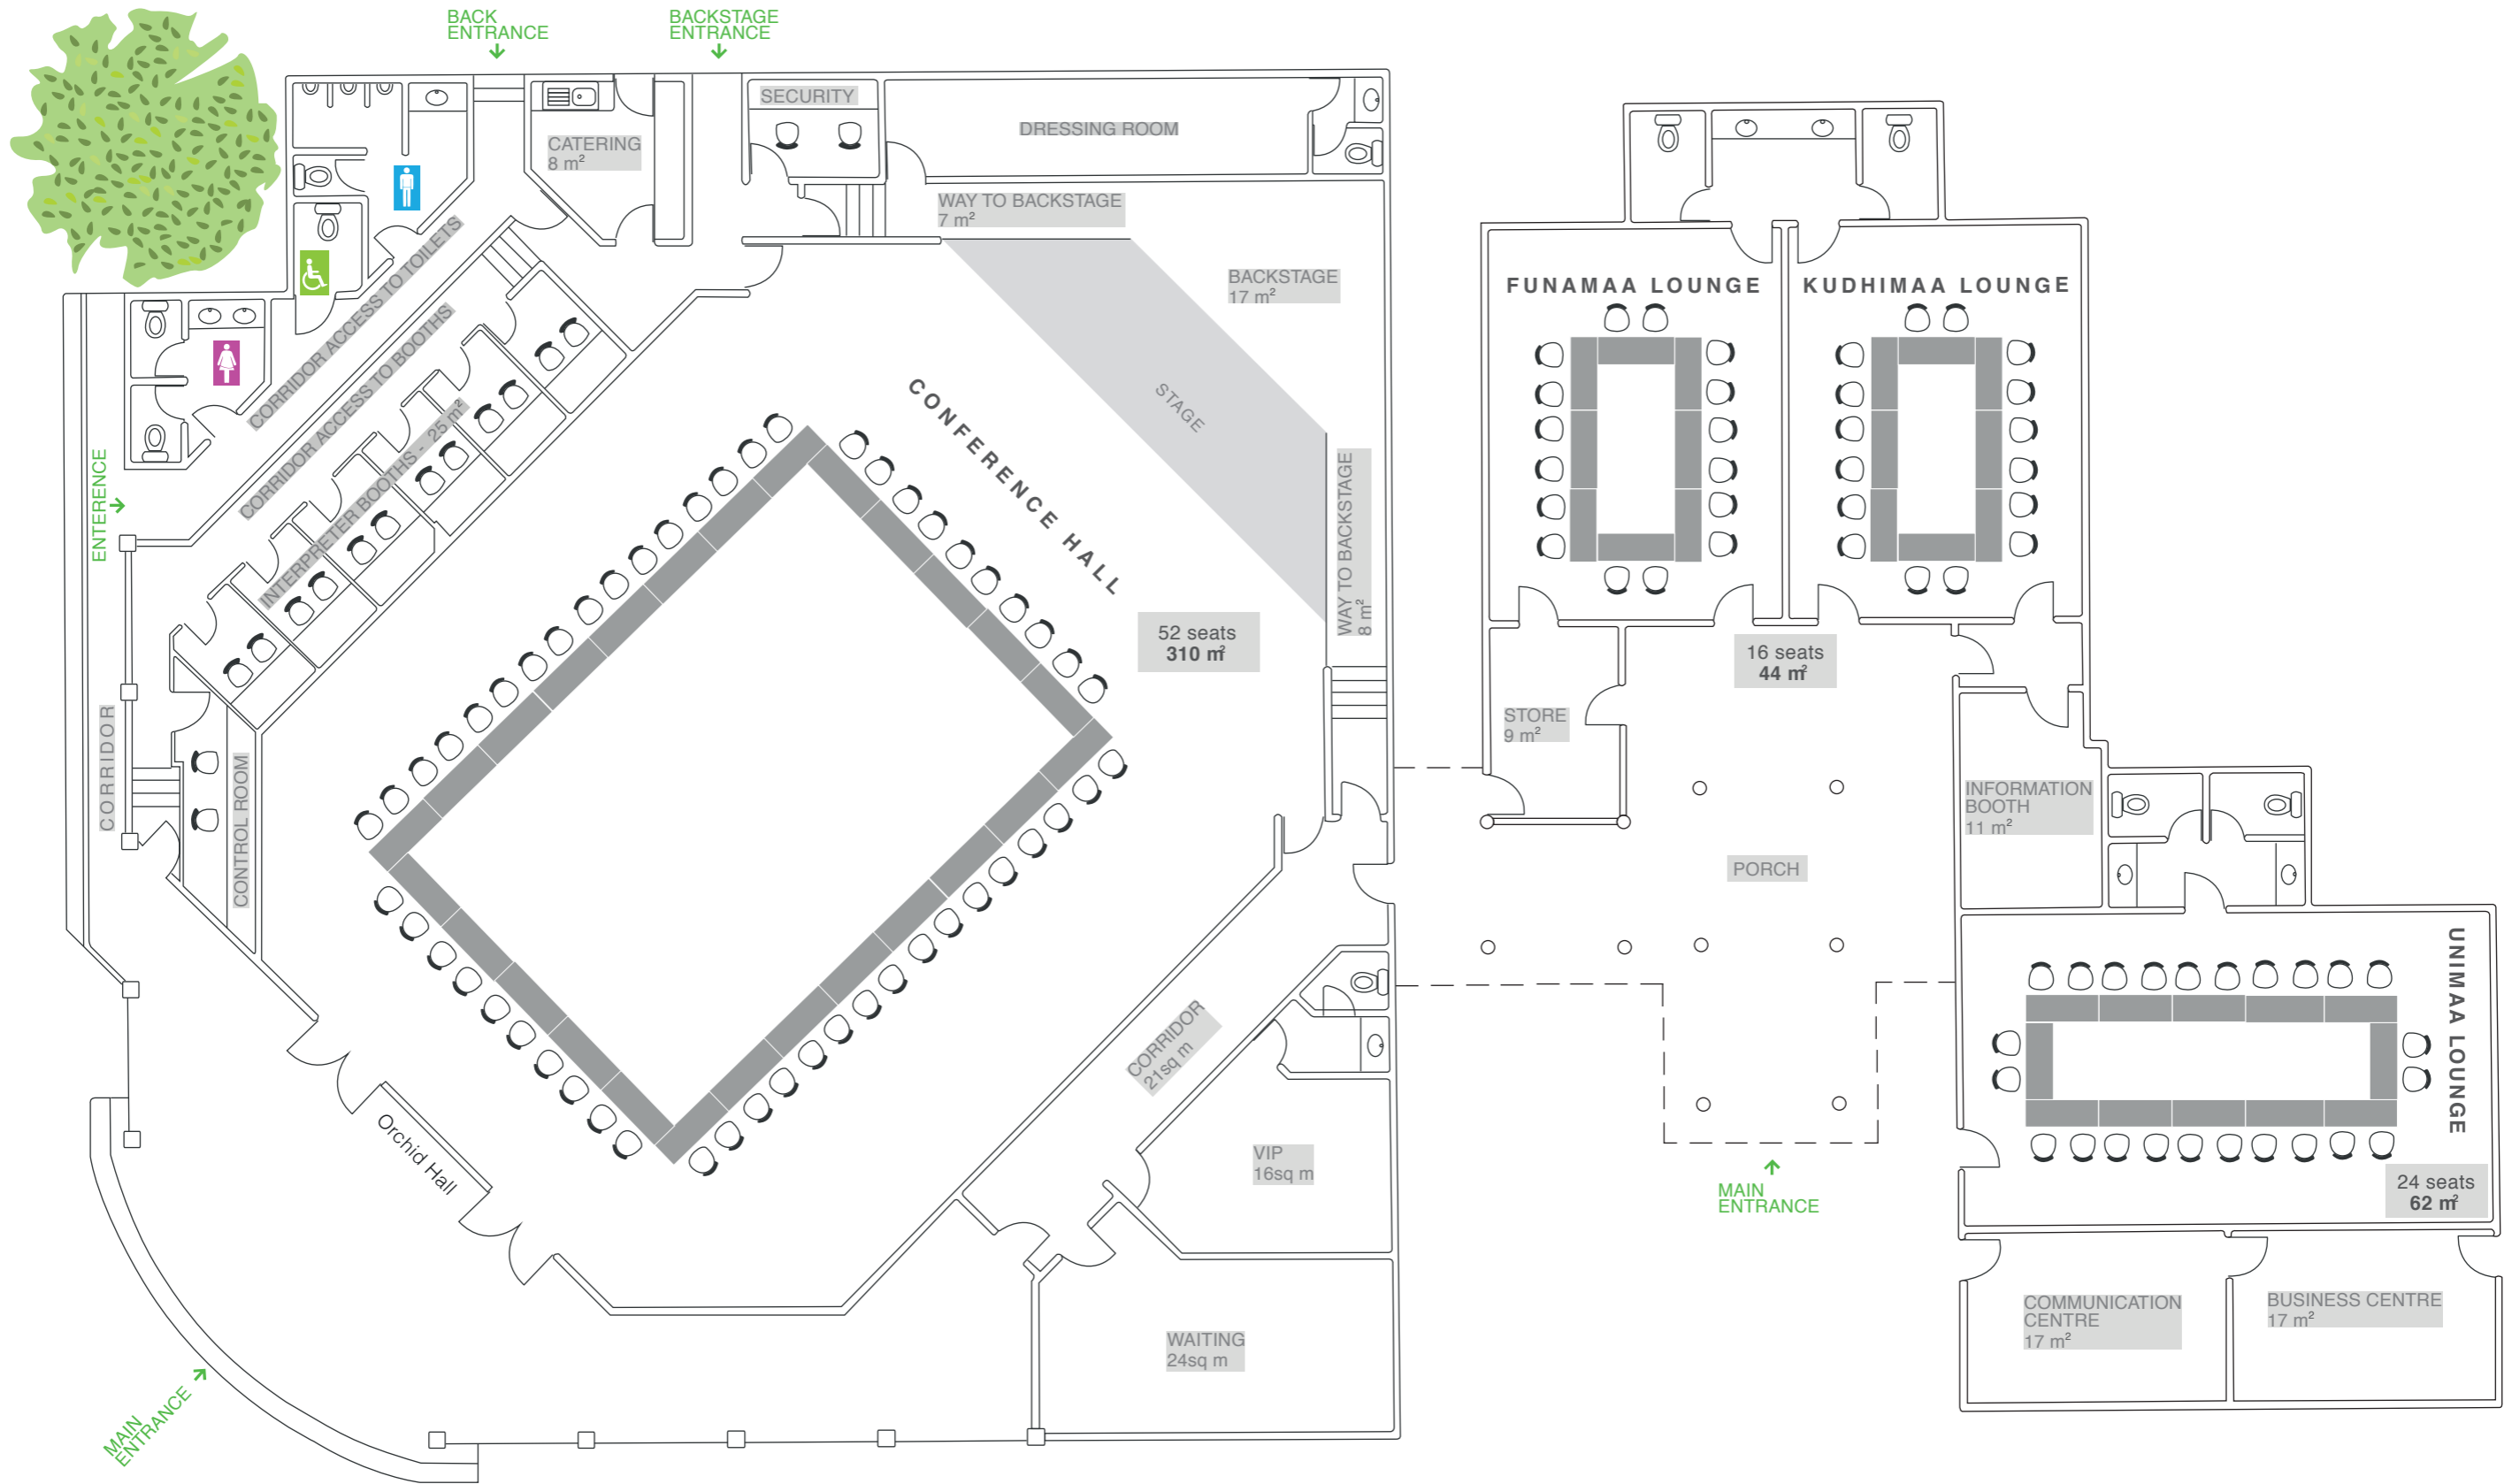 BACK
ENTRANCE
BACKSTAGE
ENTRANCE
SECURITY
DRESSING ROOM
CATERING
8 m²
WAY TO BACKSTAGE
7 m²
BACKSTAGE
17 m²
STAGE
CORRIDOR ACCESS TO TOILETS
CORRIDOR ACCESS TO BOOTHS
INTERPRETER BOOTHS - 25 m²
ENTERENCE
CONFERENCE HALL
52 seats
310 m²
WAY TO BACKSTAGE
8 m²
CORRIDOR
CONTROL ROOM
Orchid Hall
CORRIDOR
21sq m
VIP
16sq m
WAITING
24sq m
MAIN
ENTRANCE
FUNAMAA LOUNGE
KUDHIMAA LOUNGE
16 seats
44 m²
STORE
9 m²
PORCH
INFORMATION
BOOTH
11 m²
MAIN
ENTRANCE
UNIMAA LOUNGE
24 seats
62 m²
COMMUNICATION
CENTRE
17 m²
BUSINESS CENTRE
17 m²